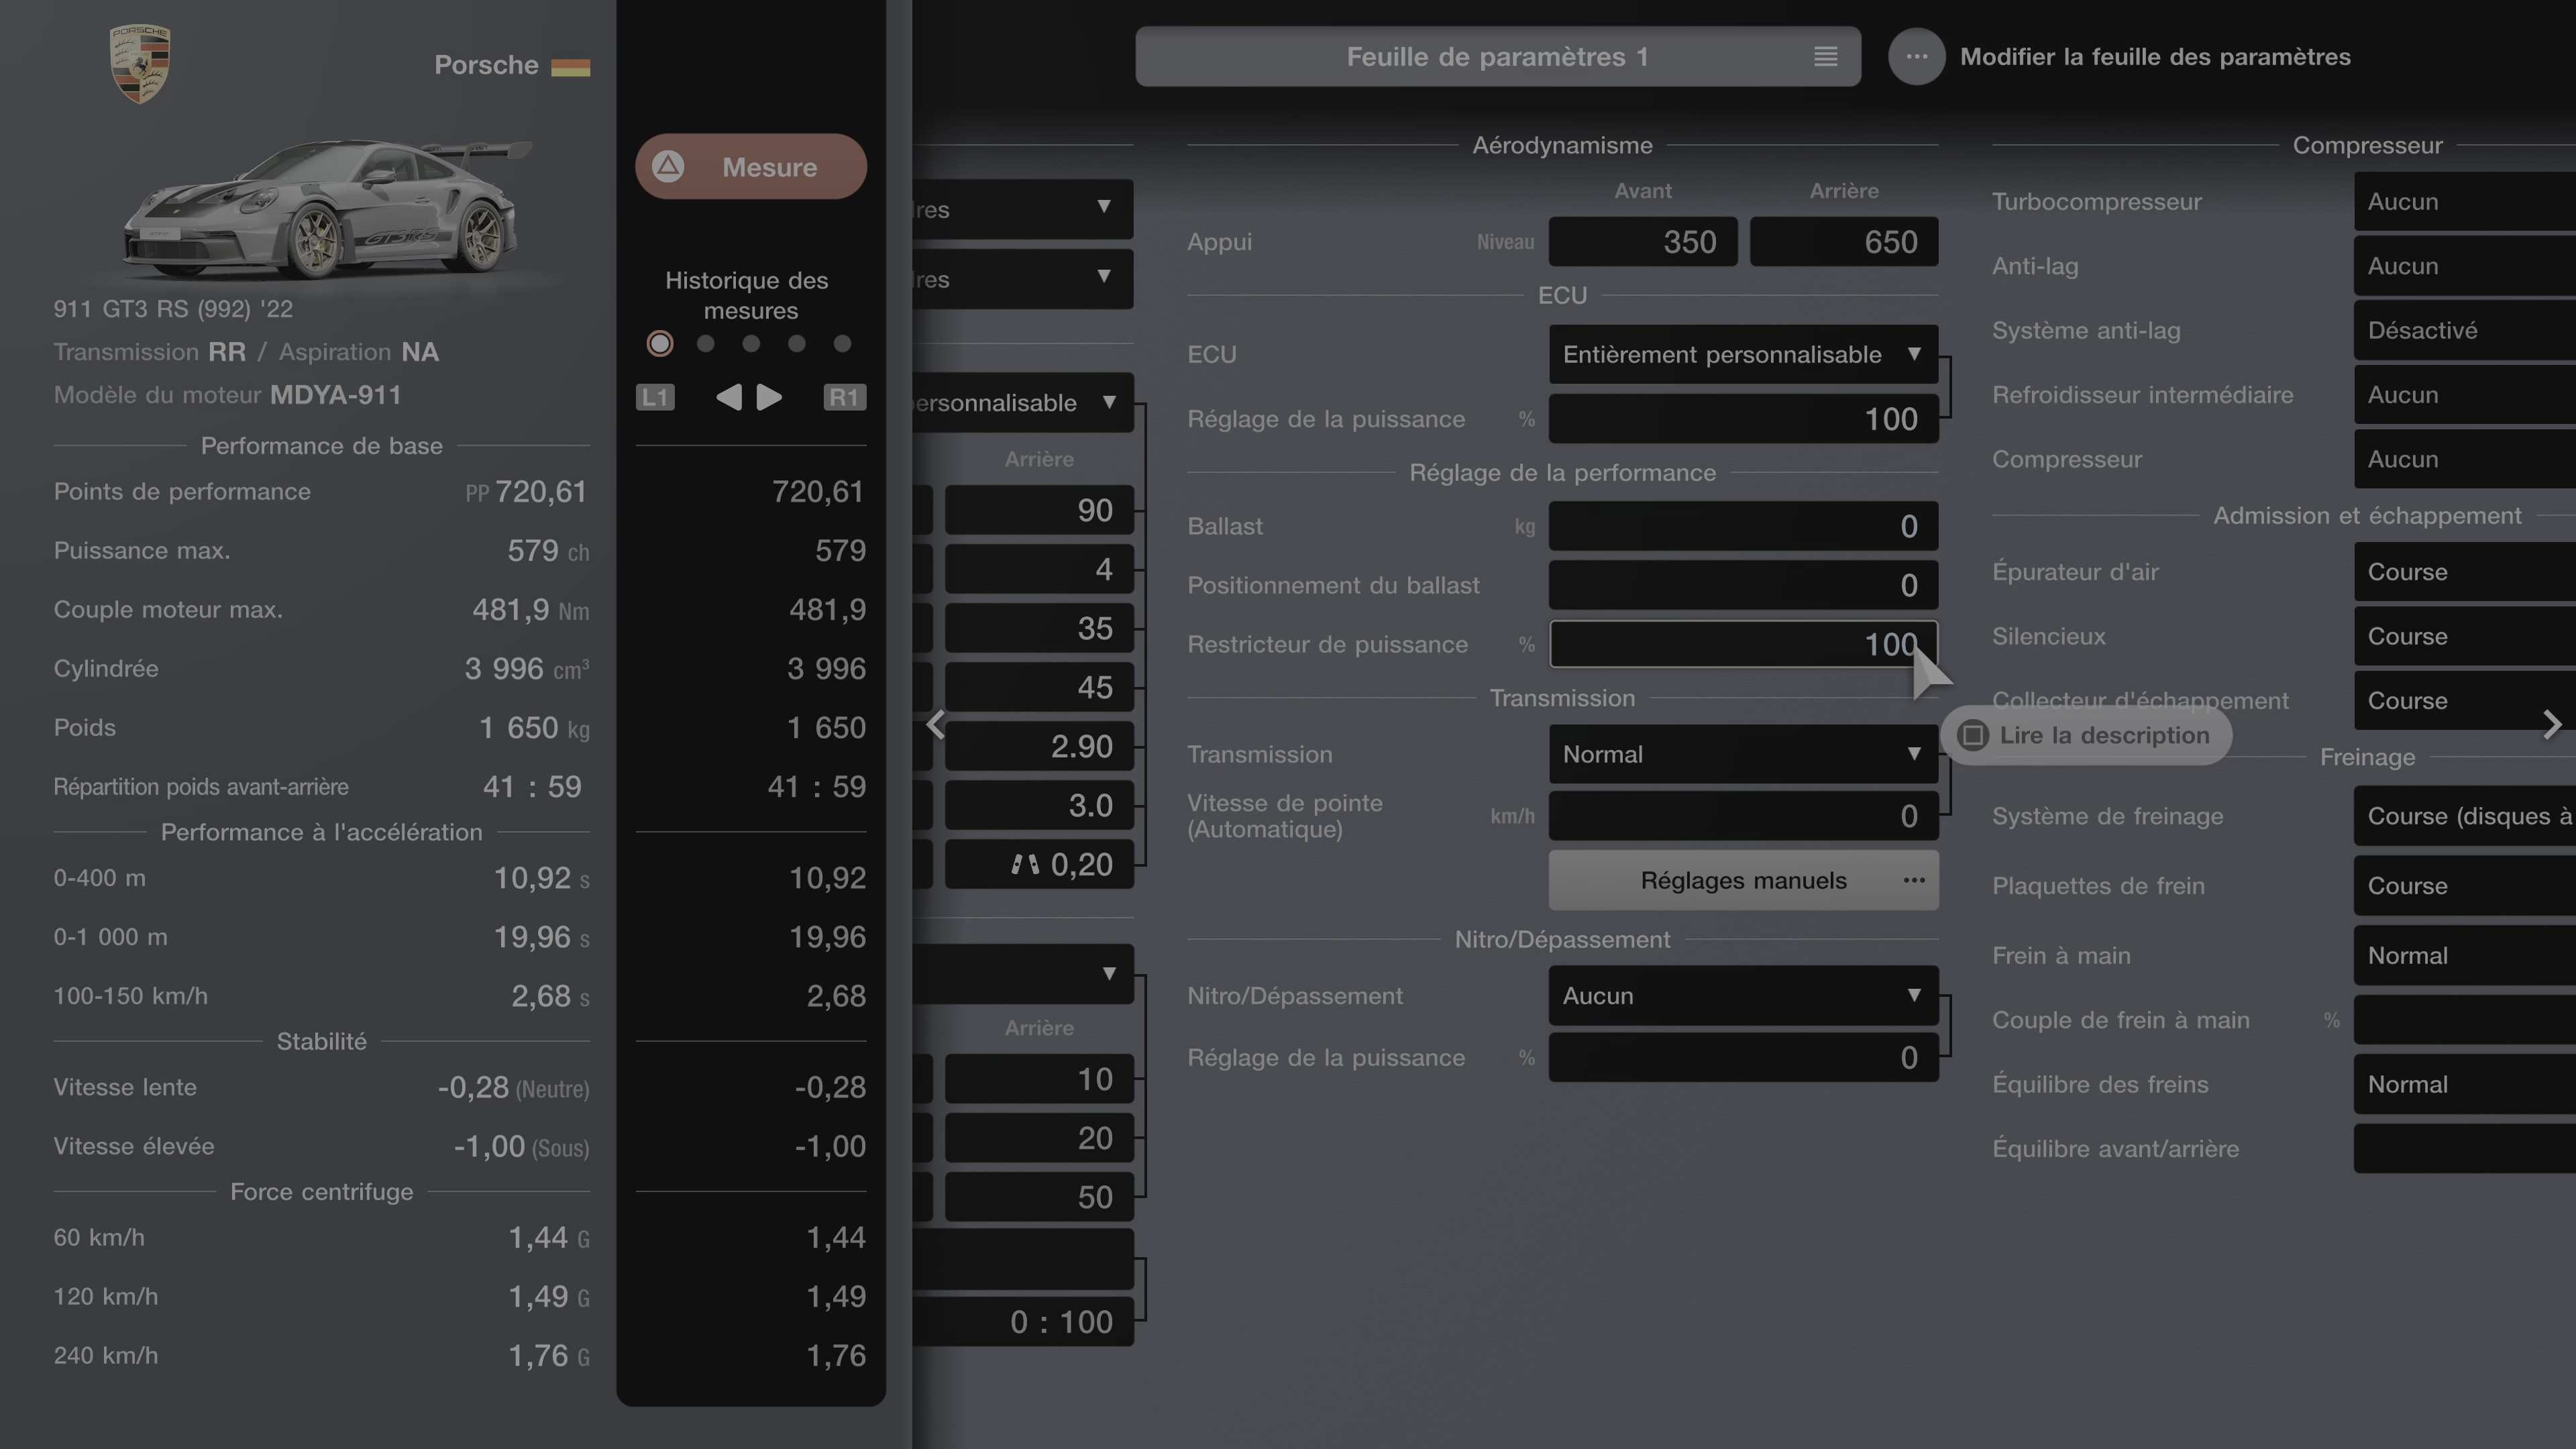 PORSCHE
Porsche
GT3 RS
911 GT3 RS (992) '22
Transmission RR / Aspiration NA
Modèle du moteur MDYA-911
Performance de base
Points de performance PP 720,61
Puissance max. 579 ch
Couple moteur max. 481,9 Nm
Cylindrée 3 996 cm³
Poids 1 650 kg
Répartition poids avant-arrière 41 : 59
Performance à l'accélération
0-400 m 10,92 s
0-1 000 m 19,96 s
100-150 km/h 2,68 s
Stabilité
Vitesse lente -0,28 (Neutre)
Vitesse élevée -1,00 (Sous)
Force centrifuge
60 km/h 1,44 G
120 km/h 1,49 G
240 km/h 1,76 G
Mesure
Historique des
mesures
L1 R1
720,61
579
481,9
3 996
1 650
41 : 59
10,92
19,96
2,68
-0,28
-1,00
1,44
1,49
1,76
Feuille de paramètres 1
Modifier la feuille des paramètres
res
res
ersonnalisable
Arrière
90
4
35
45
2.90
3.0
0,20
Arrière
10
20
50
0 : 100
Aérodynamisme
Avant Arrière
Appui Niveau 350 650
ECU
ECU Entièrement personnalisable
Réglage de la puissance % 100
Réglage de la performance
Ballast kg 0
Positionnement du ballast 0
Restricteur de puissance % 100
Transmission
Transmission Normal
Vitesse de pointe
(Automatique) km/h 0
Réglages manuels
Nitro/Dépassement
Nitro/Dépassement Aucun
Réglage de la puissance % 0
Compresseur
Turbocompresseur Aucun
Anti-lag Aucun
Système anti-lag Désactivé
Refroidisseur intermédiaire Aucun
Compresseur Aucun
Admission et échappement
Épurateur d'air Course
Silencieux Course
Collecteur d'échappement Course
Lire la description
Freinage
Système de freinage Course (disques à
Plaquettes de frein Course
Frein à main Normal
Couple de frein à main %
Équilibre des freins Normal
Équilibre avant/arrière